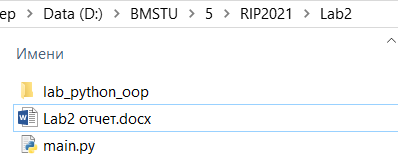 ер > Data (D:) > BMSTU > 5 > RIP2021 > Lab2
Имени
lab_python_oop
Lab2 отчет.docx
main.py